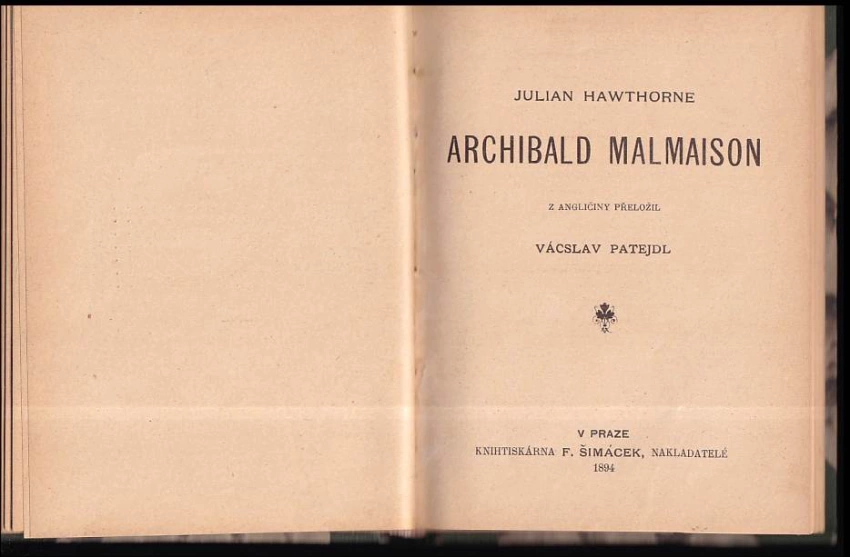 JULIAN HAWTHORNE
ARCHIBALD MALMAISON
Z ANGLIČINY PŘELOŽIL
VÁCSLAV PATEJDL
V PRAZE
KNIHTISKÁRNA F. ŠIMÁČEK, NAKLADATELÉ
1894